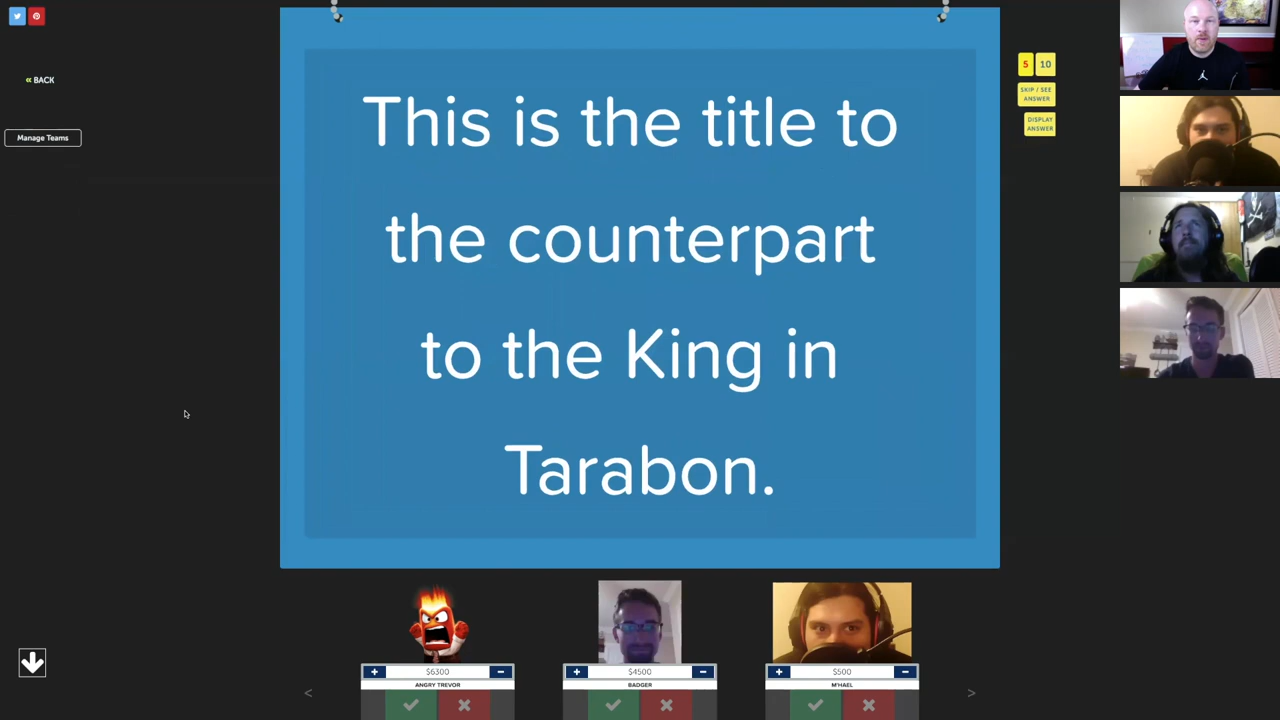 « BACK
Manage Teams
This is the title to
the counterpart
to the King in
Tarabon.
5 10
SKIP / SEE
ANSWER
DISPLAY
ANSWER
+ $6300 −
ANGRY TREVOR
+ $4500 −
BADGER
+ $500 −
M'HAEL
< >